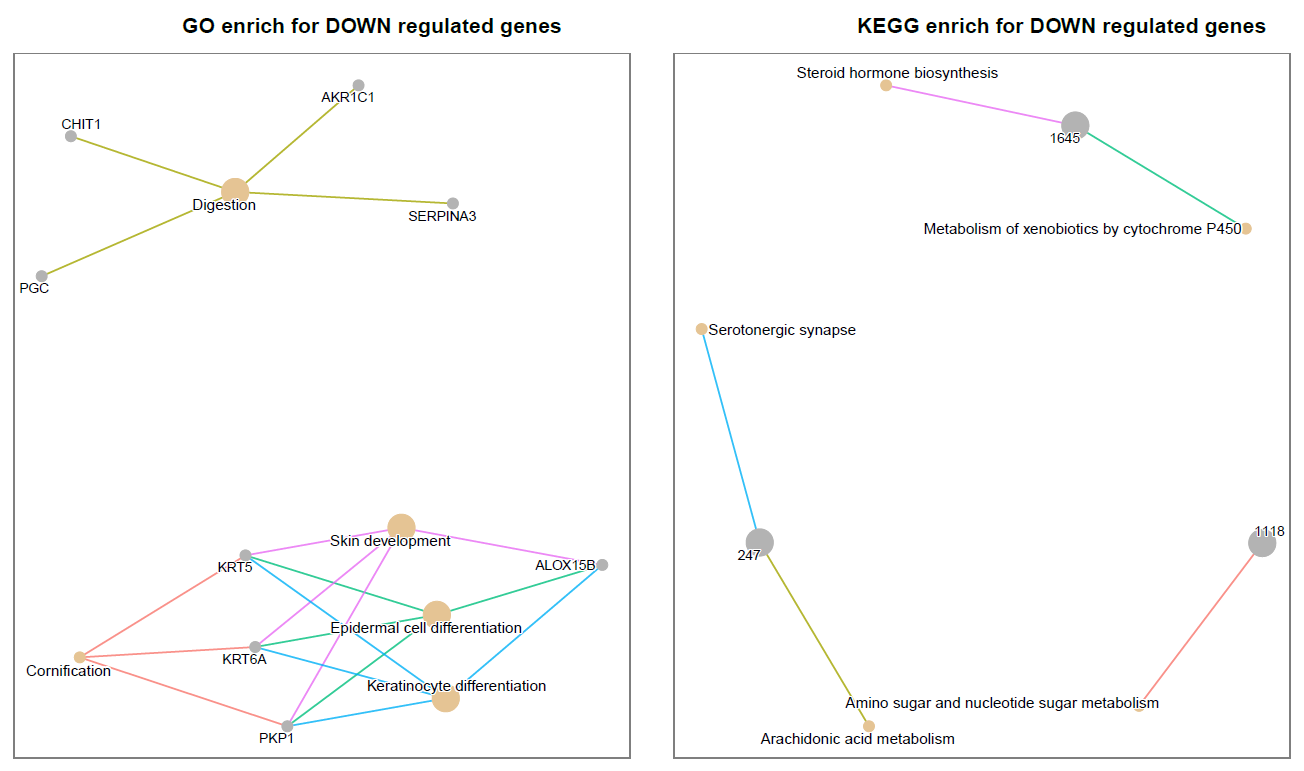 GO enrich for DOWN regulated genes
AKR1C1
CHIT1
Digestion
SERPINA3
PGC
Skin development
KRT5
ALOX15B
Epidermal cell differentiation
KRT6A
Cornification
Keratinocyte differentiation
PKP1
KEGG enrich for DOWN regulated genes
Steroid hormone biosynthesis
1645
Metabolism of xenobiotics by cytochrome P450
Serotonergic synapse
1118
247
Amino sugar and nucleotide sugar metabolism
Arachidonic acid metabolism